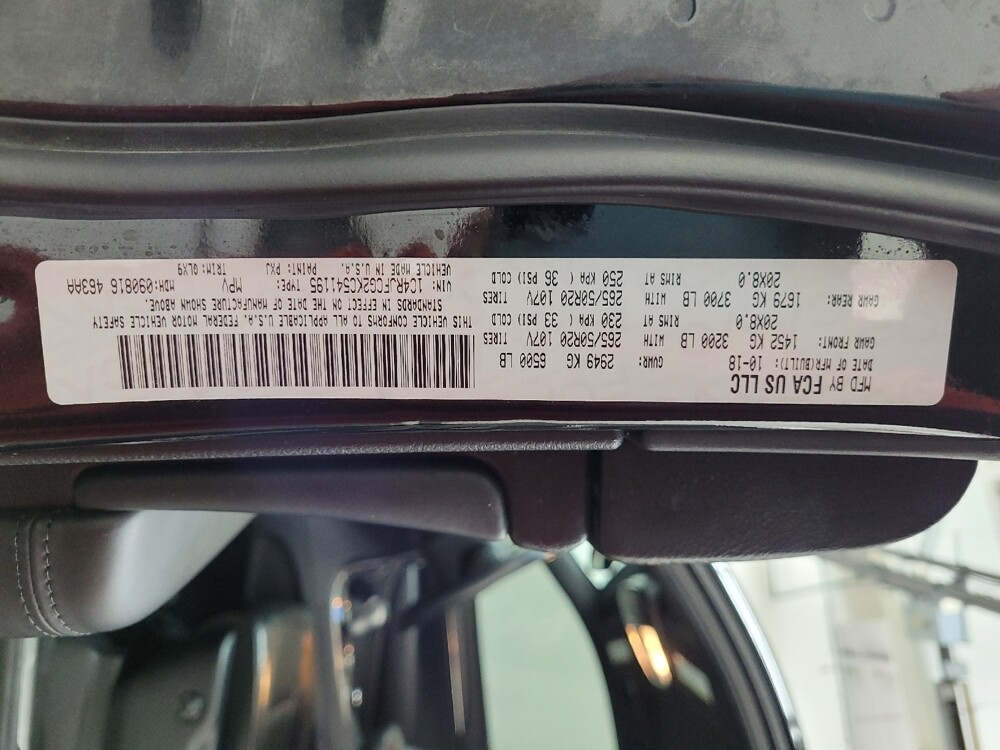 MFD BY FCA US LLC
DATE OF MFR(BUILT): 10-18
GVWR: 2949 KG 6500 LB
GAWR FRONT: 1452 KG 3200 LB WITH 265/50R20 107V TIRES
20X8.0 RIMS AT 230 KPA ( 33 PSI) COLD
GAWR REAR: 1679 KG 3700 LB WITH 265/50R20 107V TIRES
20X8.0 RIMS AT 250 KPA ( 36 PSI) COLD
THIS VEHICLE CONFORMS TO ALL APPLICABLE U.S.A. FEDERAL MOTOR VEHICLE SAFETY
STANDARDS IN EFFECT ON THE DATE OF MANUFACTURE SHOWN ABOVE.
VIN: 1C4RJFCG2KC541195 TYPE: MPV MDH:090816 463AA
VEHICLE MADE IN U.S.A. PAINT: PXJ TRIM: QLX9